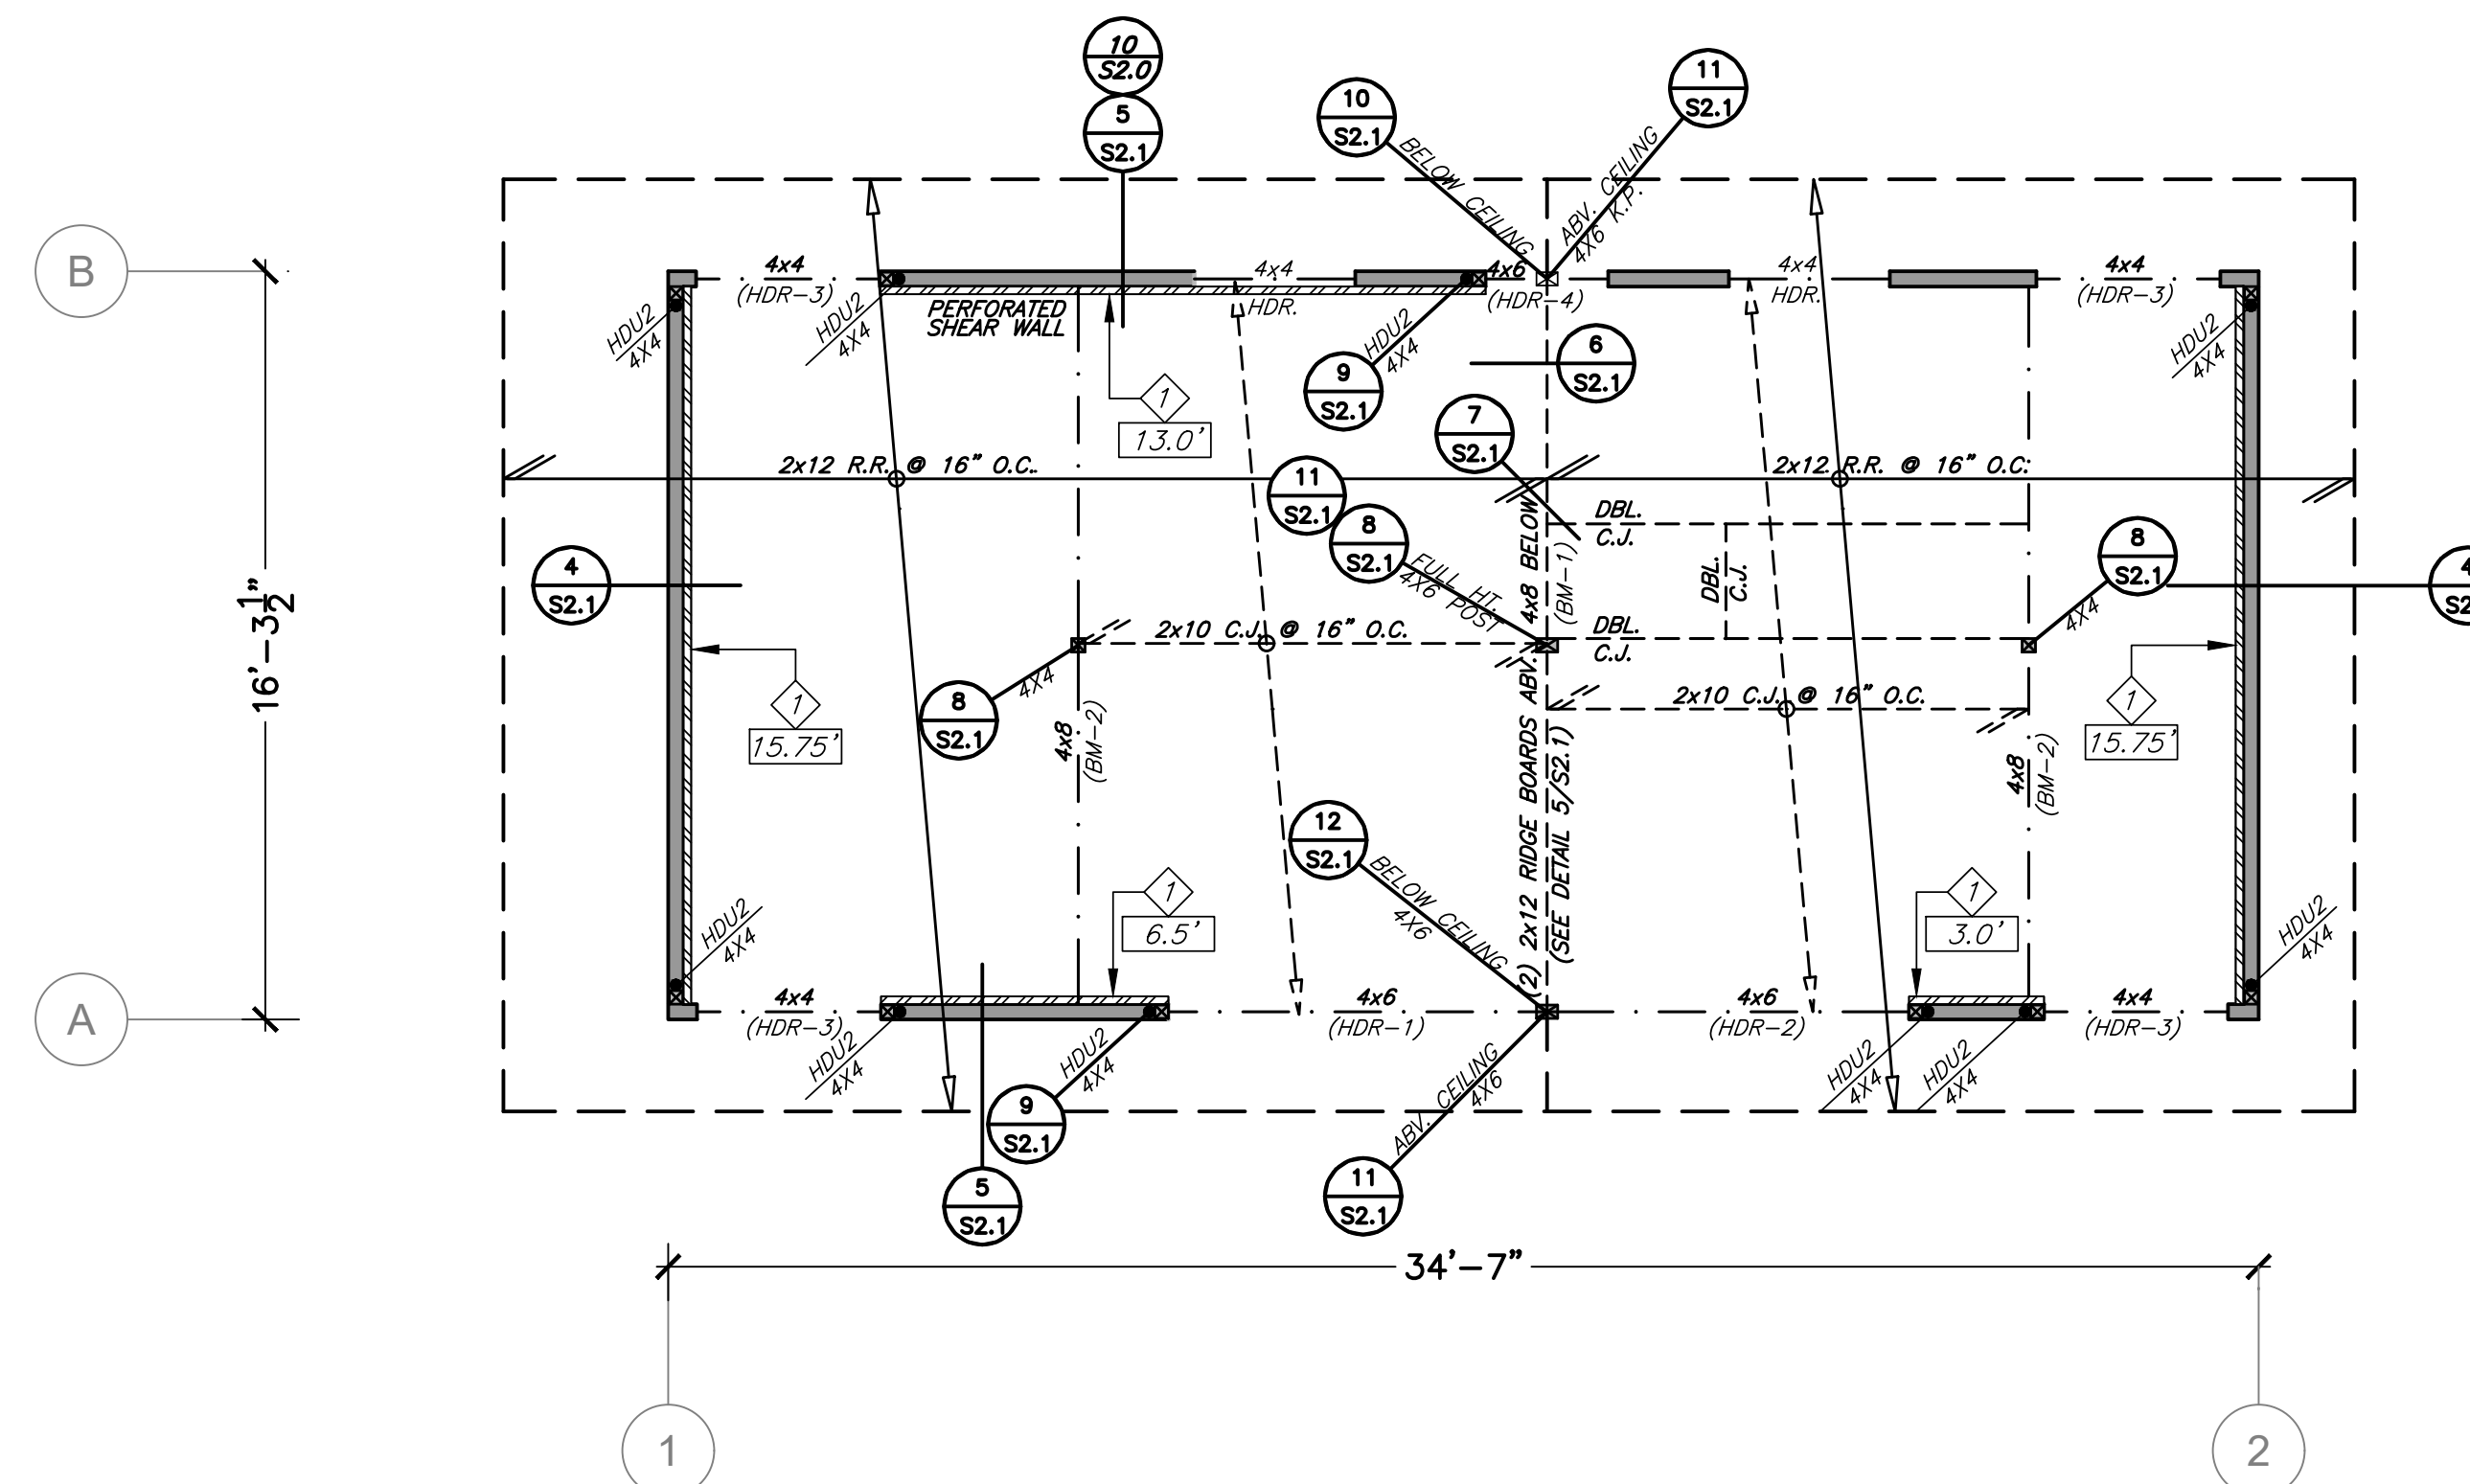 10
S2.0
5
S2.1
10
S2.1
11
S2.1
BELOW CEILING
ABV. CEILING
4X6 K.P.
B
4x4
(HDR-3)
4x4
HDR.
4x6
(HDR-4)
4x4
HDR.
4x4
(HDR-3)
HDU2
4X4
HDU2
4X4
PERFORATED
SHEAR WALL
HDU2
4X4
HDU2
4X4
9
S2.1
6
S2.1
1
13.0'
7
S2.1
2x12 R.R. @ 16" O.C.
2x12 R.R. @ 16" O.C.
11
S2.1
8
S2.1
FULL HT.
4X6 POST
4x8 BELOW
(BM-1)
DBL.
C.J.
DBL.
C.J.
DBL.
C.J.
4
S2.1
8
S2.1
4X4
4
S2
16'-3 1/2"
2x10 C.J. @ 16" O.C.
2x10 C.J. @ 16" O.C.
8
S2.1
4X4
1
15.75'
4x8
(BM-2)
(2) 2x12 RIDGE BOARDS ABV.
(SEE DETAIL 5/S2.1)
4x8
(BM-2)
1
15.75'
12
S2.1
BELOW CEILING
4X6
1
6.5'
1
3.0'
HDU2
4X4
HDU2
4X4
A
4x4
(HDR-3)
4x6
(HDR-1)
4x6
(HDR-2)
4x4
(HDR-3)
HDU2
4X4
HDU2
4X4
ABV. CEILING
4X6
HDU2
4X4
HDU2
4X4
9
S2.1
5
S2.1
11
S2.1
34'-7"
1
2